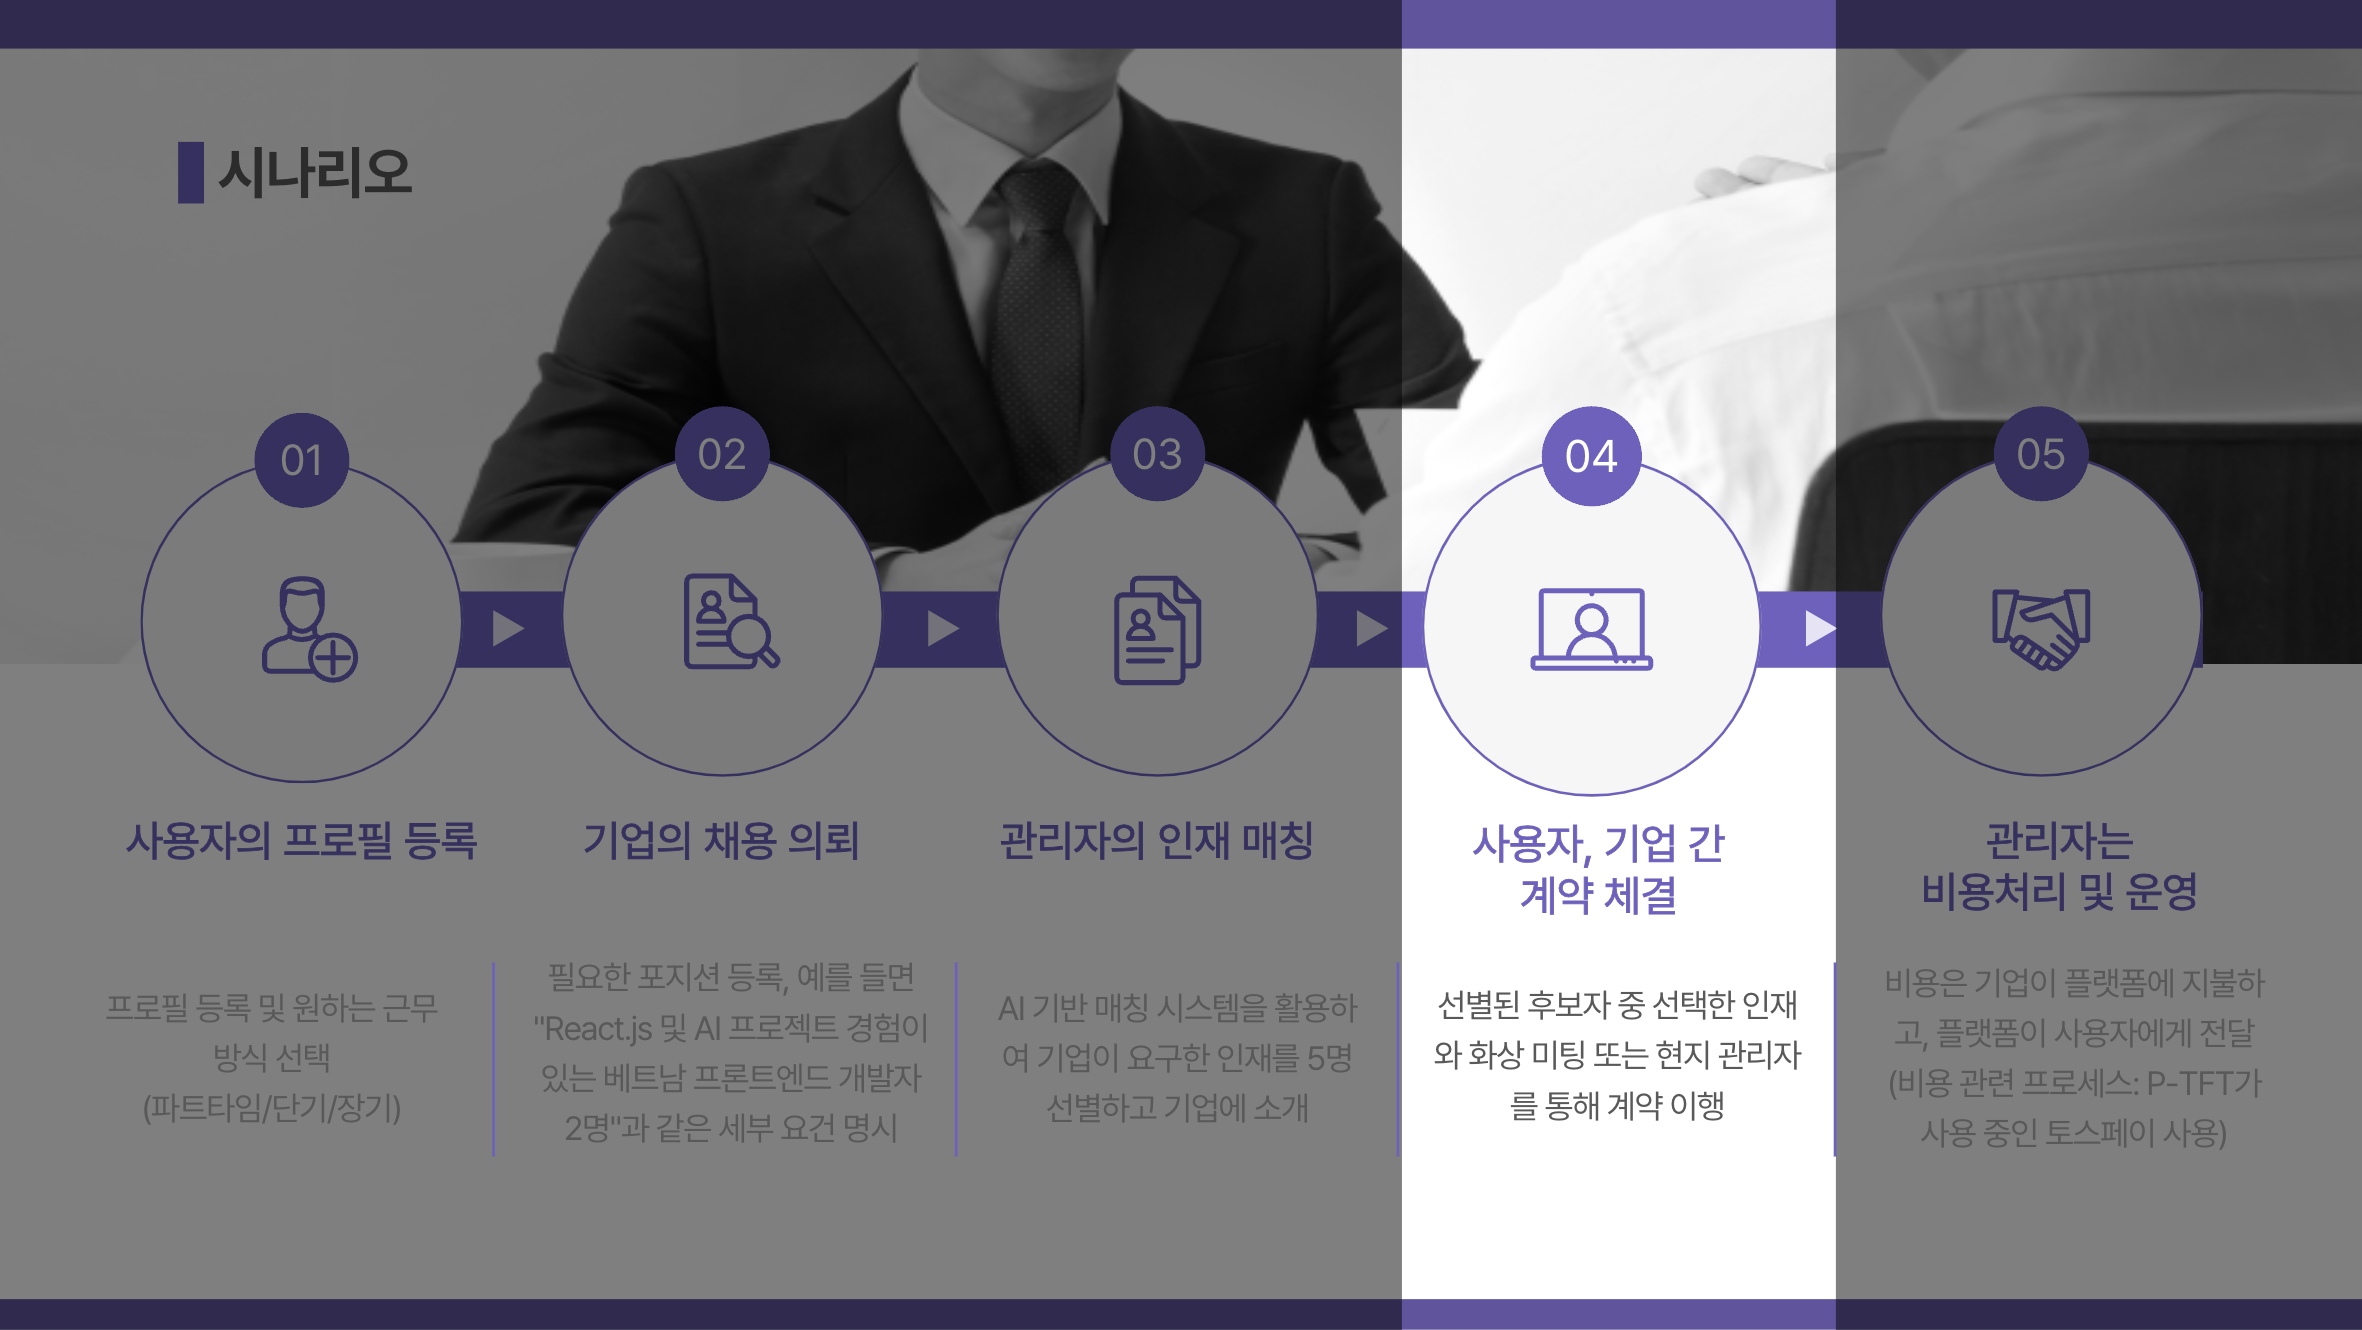 시나리오
01
사용자의 프로필 등록
프로필 등록 및 원하는 근무
방식 선택
(파트타임/단기/장기)
02
기업의 채용 의뢰
필요한 포지션 등록, 예를 들면
"React.js 및 AI 프로젝트 경험이
있는 베트남 프론트엔드 개발자
2명"과 같은 세부 요건 명시
03
관리자의 인재 매칭
AI 기반 매칭 시스템을 활용하
여 기업이 요구한 인재를 5명
선별하고 기업에 소개
04
사용자, 기업 간
계약 체결
선별된 후보자 중 선택한 인재
와 화상 미팅 또는 현지 관리자
를 통해 계약 이행
05
관리자는
비용처리 및 운영
비용은 기업이 플랫폼에 지불하
고, 플랫폼이 사용자에게 전달
(비용 관련 프로세스: P-TFT가
사용 중인 토스페이 사용)